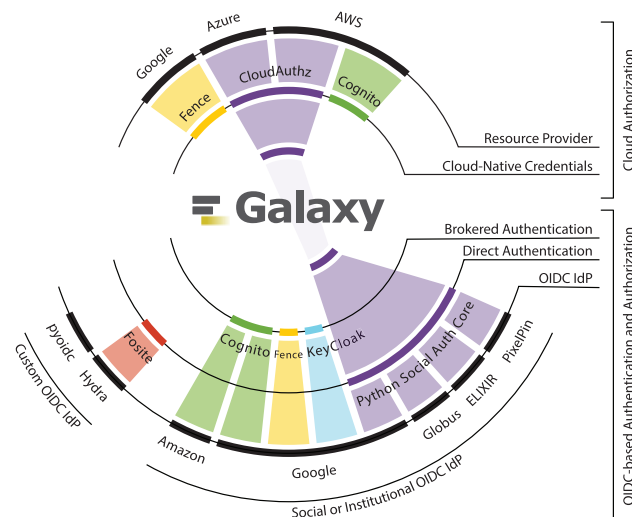 AWS
Azure
Google
CloudAuthz
Cognito
Fence
Cloud Authorization
Resource Provider
Cloud-Native Credentials
Galaxy
Brokered Authentication
Direct Authentication
OIDC IdP
OIDC-based Authentication and Authorization
Cognito
Fence
KeyCloak
Python Social Auth Core
Fosite
pyoidc
Hydra
Custom OIDC IdP
Amazon
Google
Globus
ELIXIR
PixelPin
Social or Institutional OIDC IdP